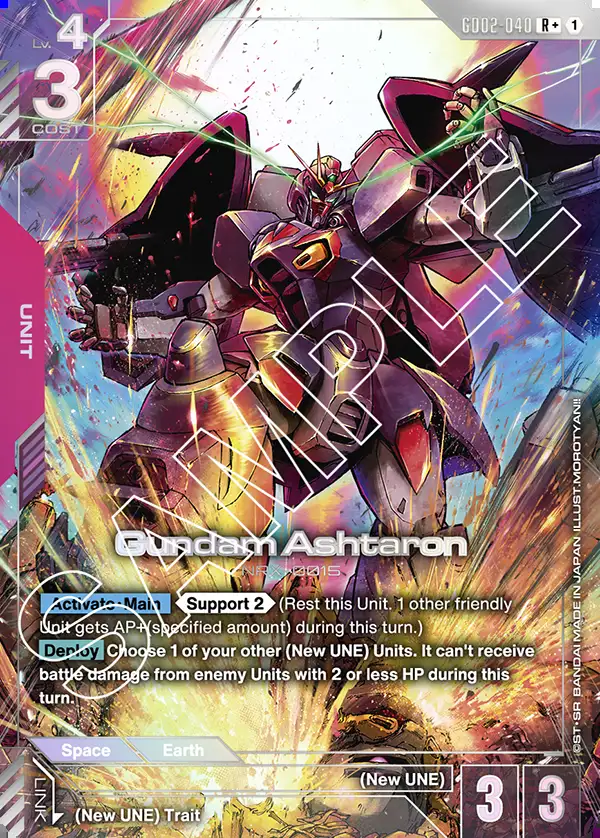 Lv. 4
3
COST
GD02-040 R+ 1
UNIT
SAMPLE
©ST・SR BANDAI MADE IN JAPAN ILLUST.MOROTYAN!!
Gundam Ashtaron
NRX-0015
Activate･Main Support 2 (Rest this Unit. 1 other friendly
Unit gets AP+(specified amount) during this turn.)
Deploy Choose 1 of your other (New UNE) Units. It can't receive
battle damage from enemy Units with 2 or less HP during this
turn.
Space Earth
(New UNE)
LINK
(New UNE) Trait
3 3